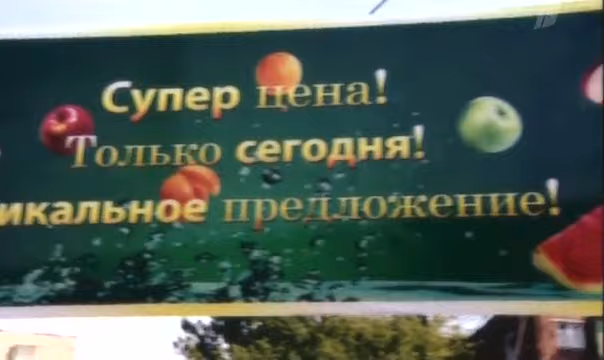 Супер цена!
Только сегодня!
икальное предложение!